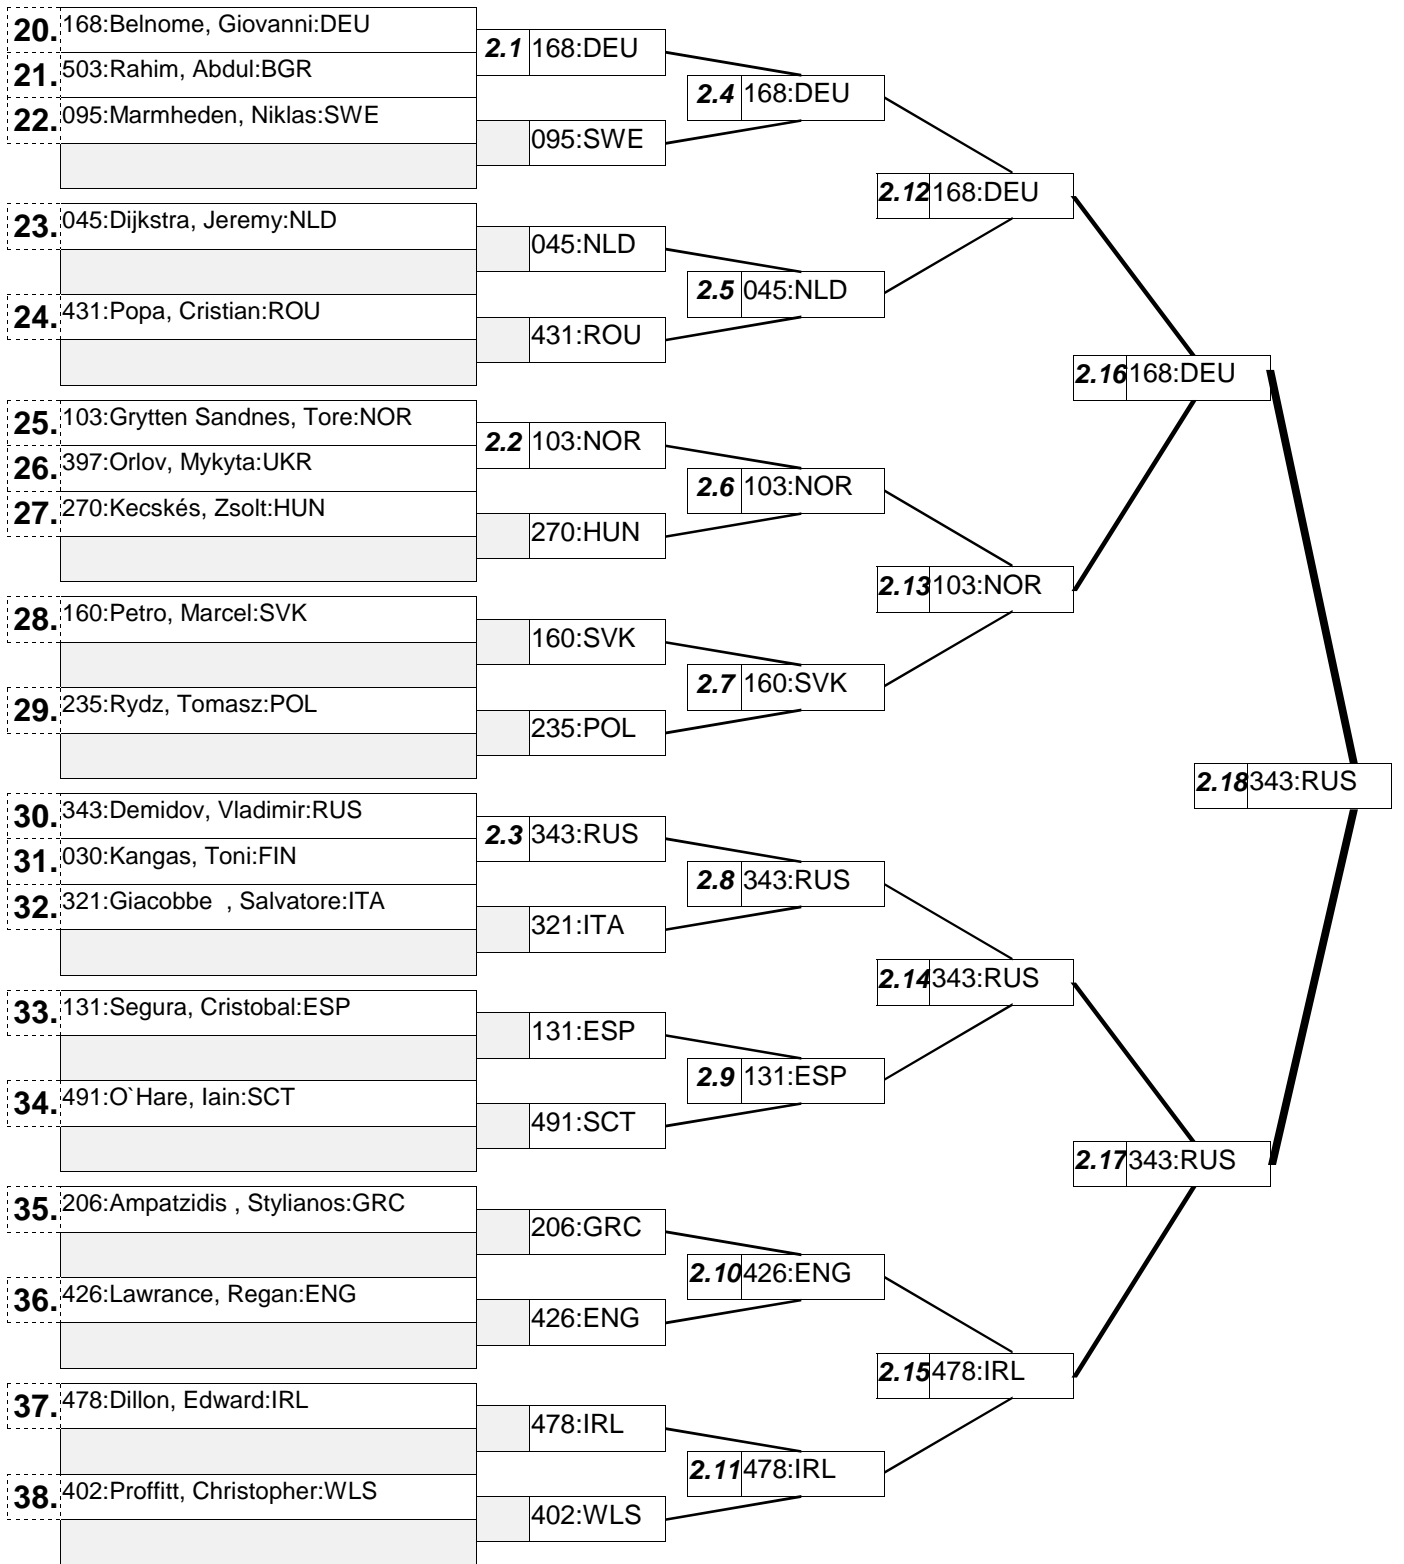 20. 168:Belnome, Giovanni:DEU
21. 503:Rahim, Abdul:BGR
22. 095:Marmheden, Niklas:SWE
23. 045:Dijkstra, Jeremy:NLD
24. 431:Popa, Cristian:ROU
25. 103:Grytten Sandnes, Tore:NOR
26. 397:Orlov, Mykyta:UKR
27. 270:Kecskés, Zsolt:HUN
28. 160:Petro, Marcel:SVK
29. 235:Rydz, Tomasz:POL
30. 343:Demidov, Vladimir:RUS
31. 030:Kangas, Toni:FIN
32. 321:Giacobbe , Salvatore:ITA
33. 131:Segura, Cristobal:ESP
34. 491:O`Hare, Iain:SCT
35. 206:Ampatzidis , Stylianos:GRC
36. 426:Lawrance, Regan:ENG
37. 478:Dillon, Edward:IRL
38. 402:Proffitt, Christopher:WLS
2.1 168:DEU
095:SWE
045:NLD
431:ROU
2.2 103:NOR
270:HUN
160:SVK
235:POL
2.3 343:RUS
321:ITA
131:ESP
491:SCT
206:GRC
426:ENG
478:IRL
402:WLS
2.4 168:DEU
2.5 045:NLD
2.6 103:NOR
2.7 160:SVK
2.8 343:RUS
2.9 131:ESP
2.10 426:ENG
2.11 478:IRL
2.12 168:DEU
2.13 103:NOR
2.14 343:RUS
2.15 478:IRL
2.16 168:DEU
2.17 343:RUS
2.18 343:RUS